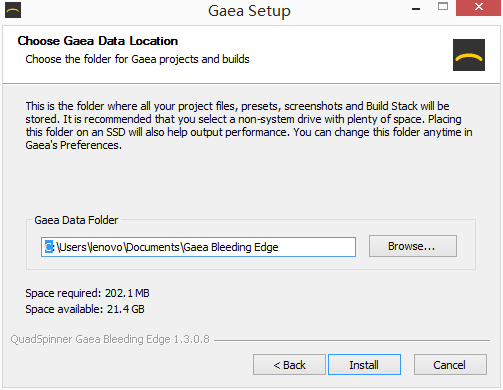 Gaea Setup
Choose Gaea Data Location
Choose the folder for Gaea projects and builds
This is the folder where all your project files, presets, screenshots and Build Stack will be
stored. It is recommended that you select a non-system drive with plenty of space. Placing
this folder on an SSD will also help output performance. You can change this folder anytime in
Gaea's Preferences.
Gaea Data Folder
C:\Users\lenovo\Documents\Gaea Bleeding Edge
Browse...
Space required: 202.1 MB
Space available: 21.4 GB
QuadSpinner Gaea Bleeding Edge 1.3.0.8
< Back Install Cancel